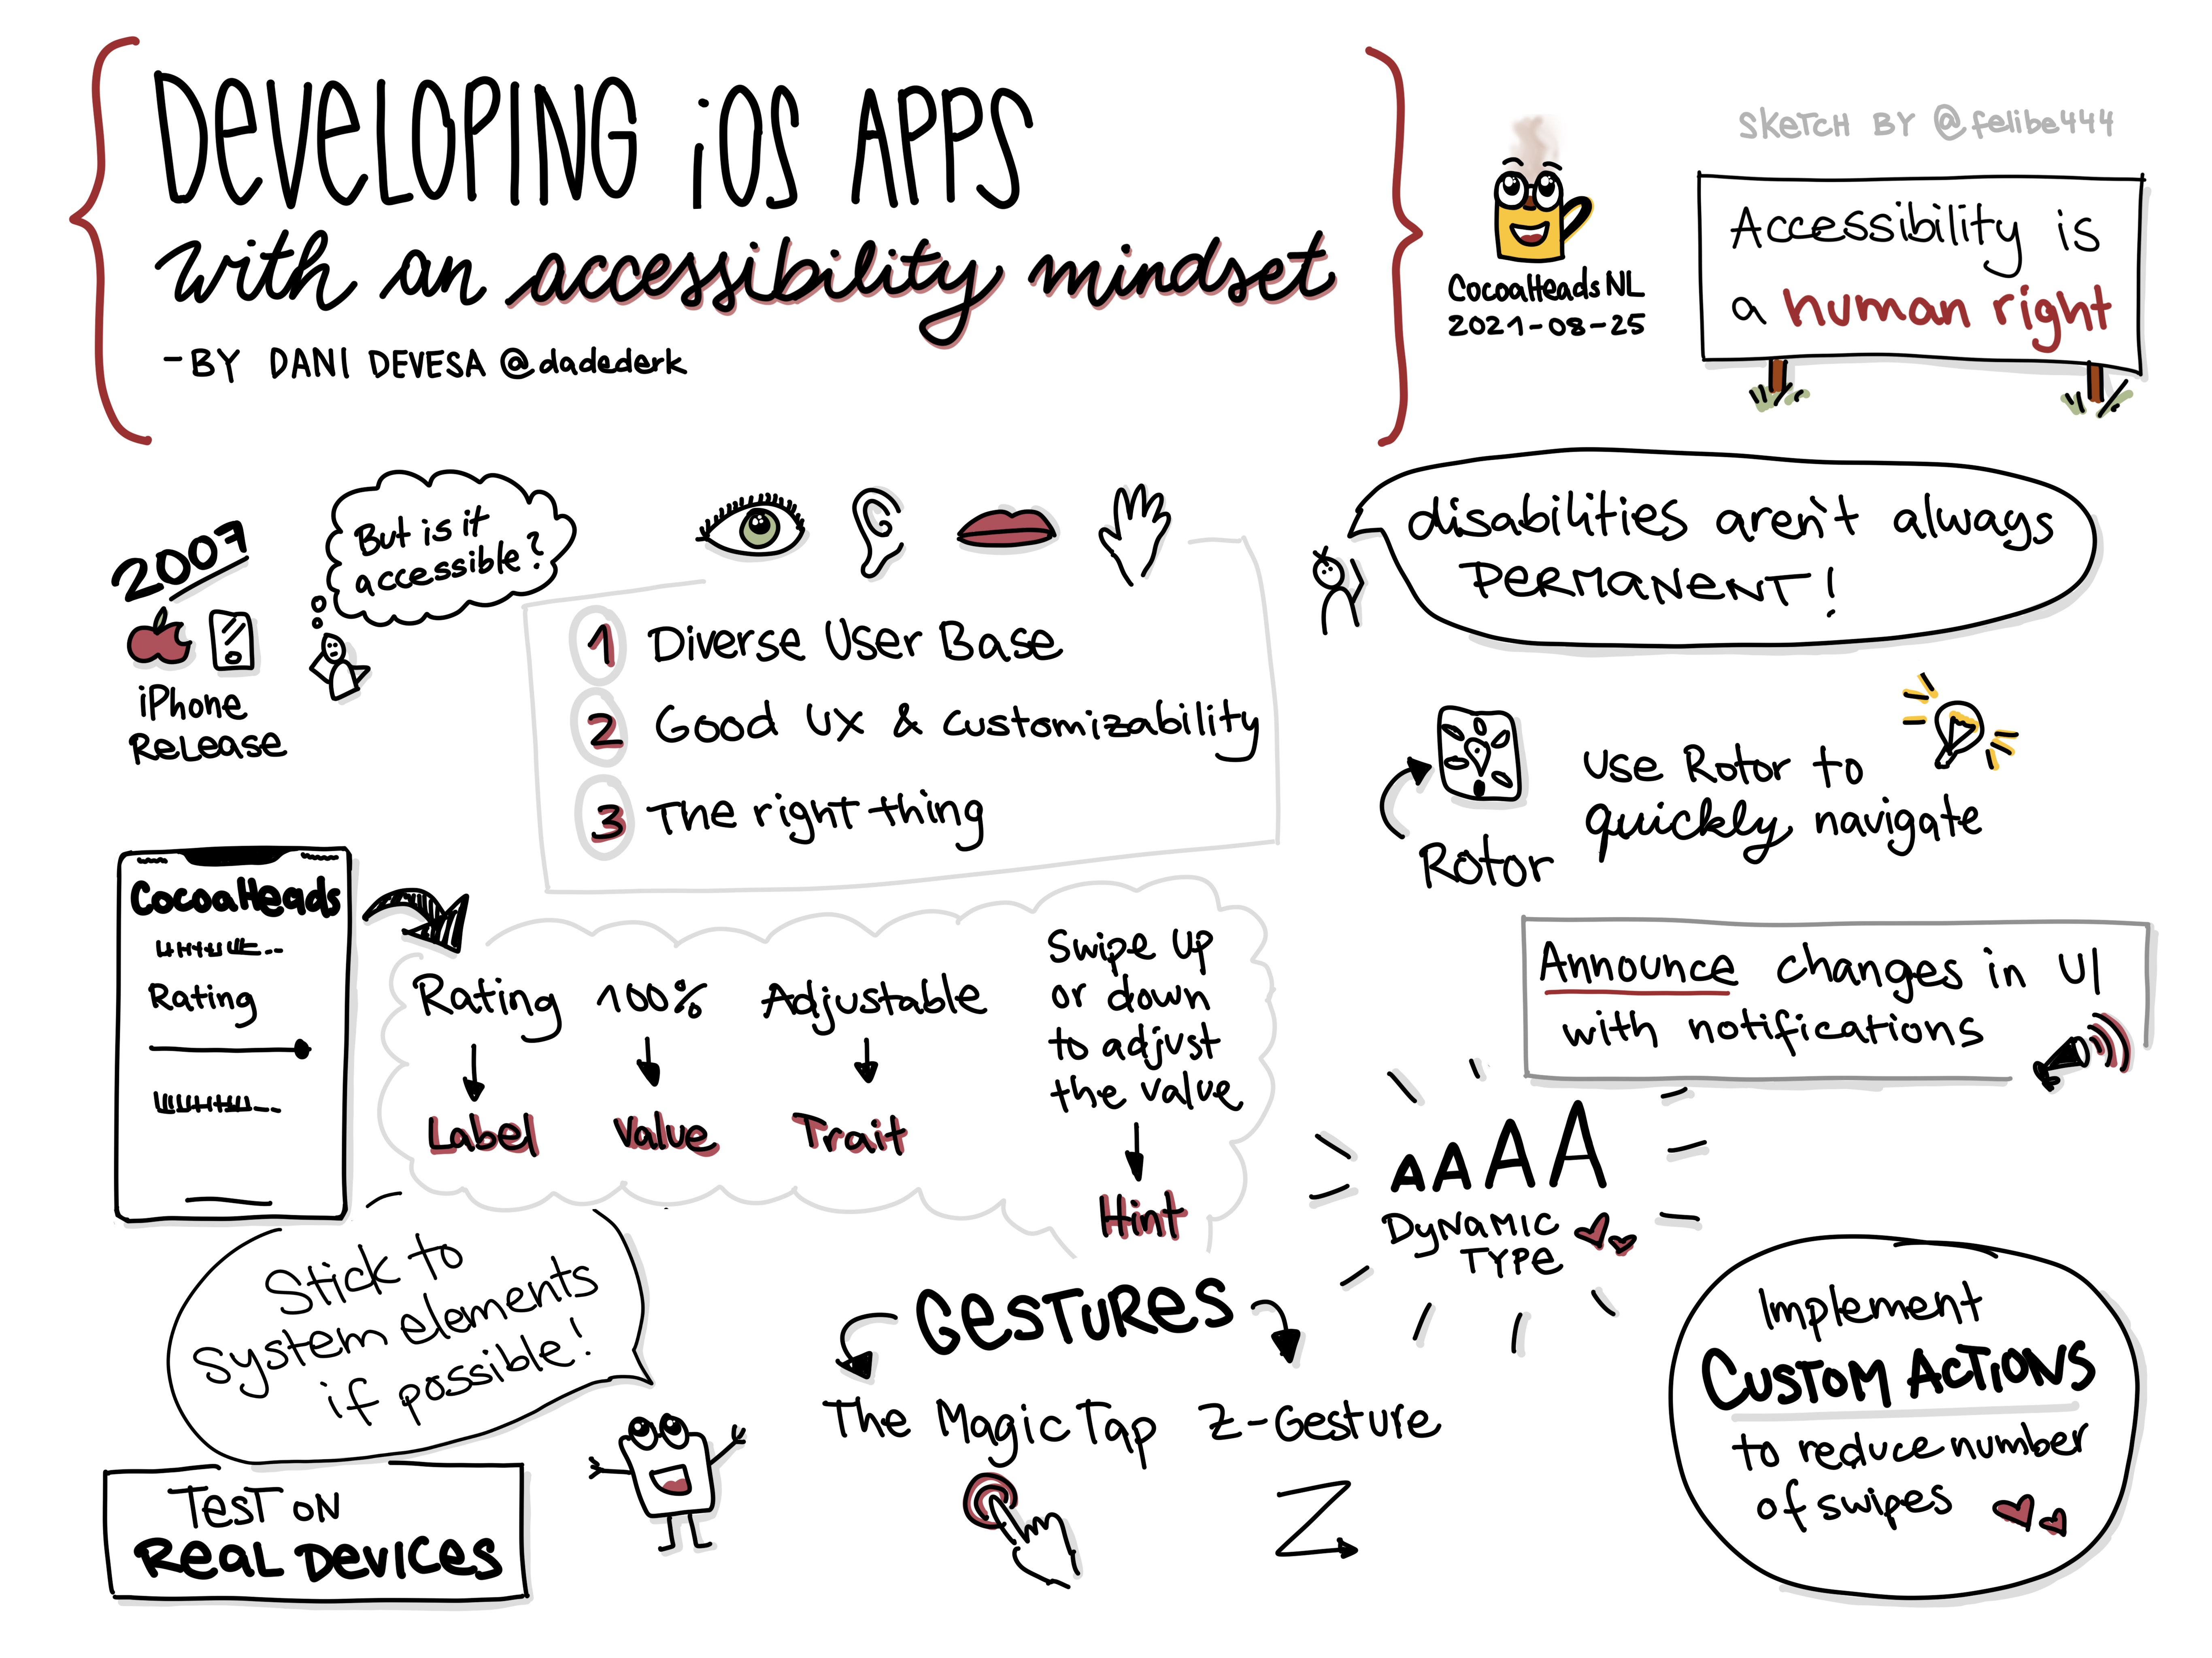 DEVELOPING iOS APPS
with an accessibility mindset
-BY DANI DEVESA @dadederk
CocoaHeadsNL
2021-08-25
SKETCH BY @felibe444
Accessibility is
a human right
2007
iPhone
Release
But is it
accessible?
1 Diverse User Base
2 Good UX & customizability
3 The right thing
disabilities aren't always
PERMANENT!
Rotor
Use Rotor to
quickly navigate
CocoaHeads
Rating
Rating 100% Adjustable
Label Value Trait
Swipe up
or down
to adjust
the value
Hint
Announce changes in UI
with notifications
AAAA
DYNAMIC
TYPE
Stick to
system elements
if possible!
TEST ON
REAL DEVICES
GESTURES
The Magic Tap
Z-Gesture
Z
Implement
CUSTOM ACTIONS
to reduce number
of swipes